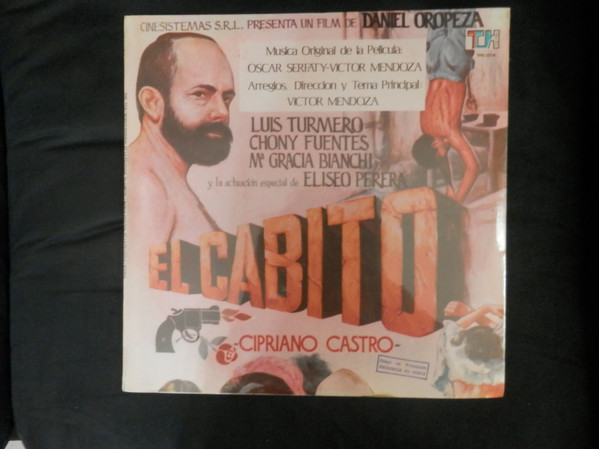 CINESISTEMAS S.R.L. PRESENTA UN FILM DE DANIEL OROPEZA
TH
Musica Original de la Pelicula:
OSCAR SERFATY-VICTOR MENDOZA
Arreglos. Direccion y Tema Principal:
VICTOR MENDOZA
LUIS TURMERO
CHONY FUENTES
Mª GRACIA BIANCHI
y la actuación especial de ELISEO PERERA
EL CABITO
-CIPRIANO CASTRO-